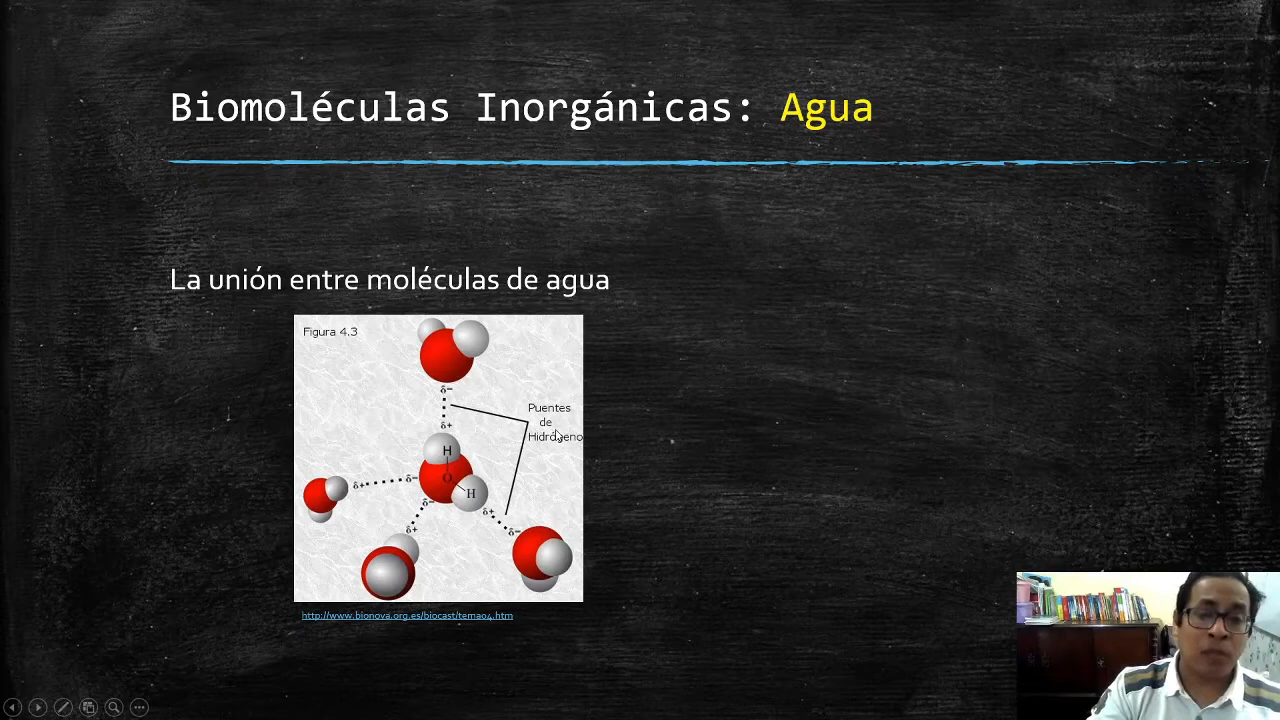 Biomoléculas Inorgánicas: Agua
La unión entre moléculas de agua
Figura 4.3
δ-
Puentes
de
Hidrógeno
δ+
H
O
δ+
δ-
H
δ-
δ+
δ+
δ-
http://www.bionova.org.es/biocast/tema04.htm